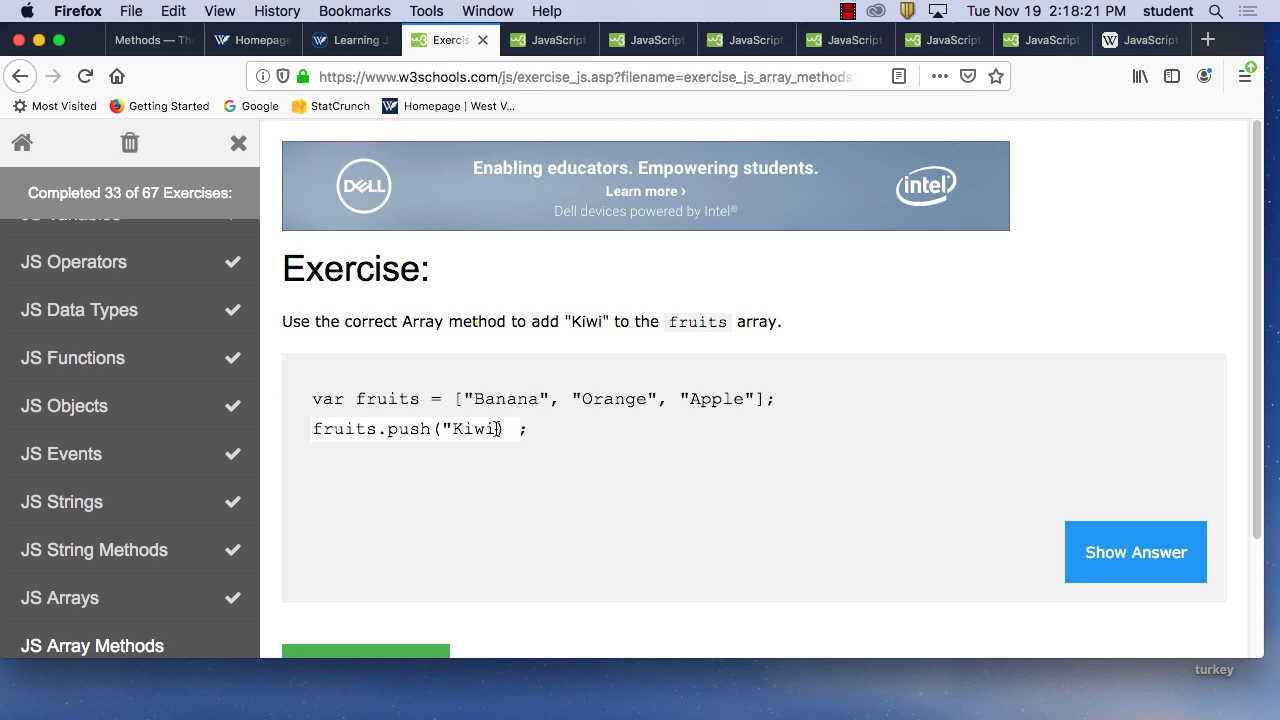 Firefox File Edit View History Bookmarks Tools Window Help Tue Nov 19 2:18:21 PM student
Methods — Th Homepage Learning J Exercis JavaScript JavaScript JavaScript JavaScript JavaScript JavaScript JavaScript
https://www.w3schools.com/js/exercise_js.asp?filename=exercise_js_array_methods
Most Visited Getting Started Google StatCrunch Homepage | West V...
Completed 33 of 67 Exercises:
JS Variables
JS Operators
JS Data Types
JS Functions
JS Objects
JS Events
JS Strings
JS String Methods
JS Arrays
JS Array Methods
DELL
Enabling educators. Empowering students.
Learn more ›
Dell devices powered by Intel®
intel
Exercise:
Use the correct Array method to add "Kiwi" to the fruits array.
var fruits = ["Banana", "Orange", "Apple"];
fruits.push("Kiwi) ;
Show Answer
turkey